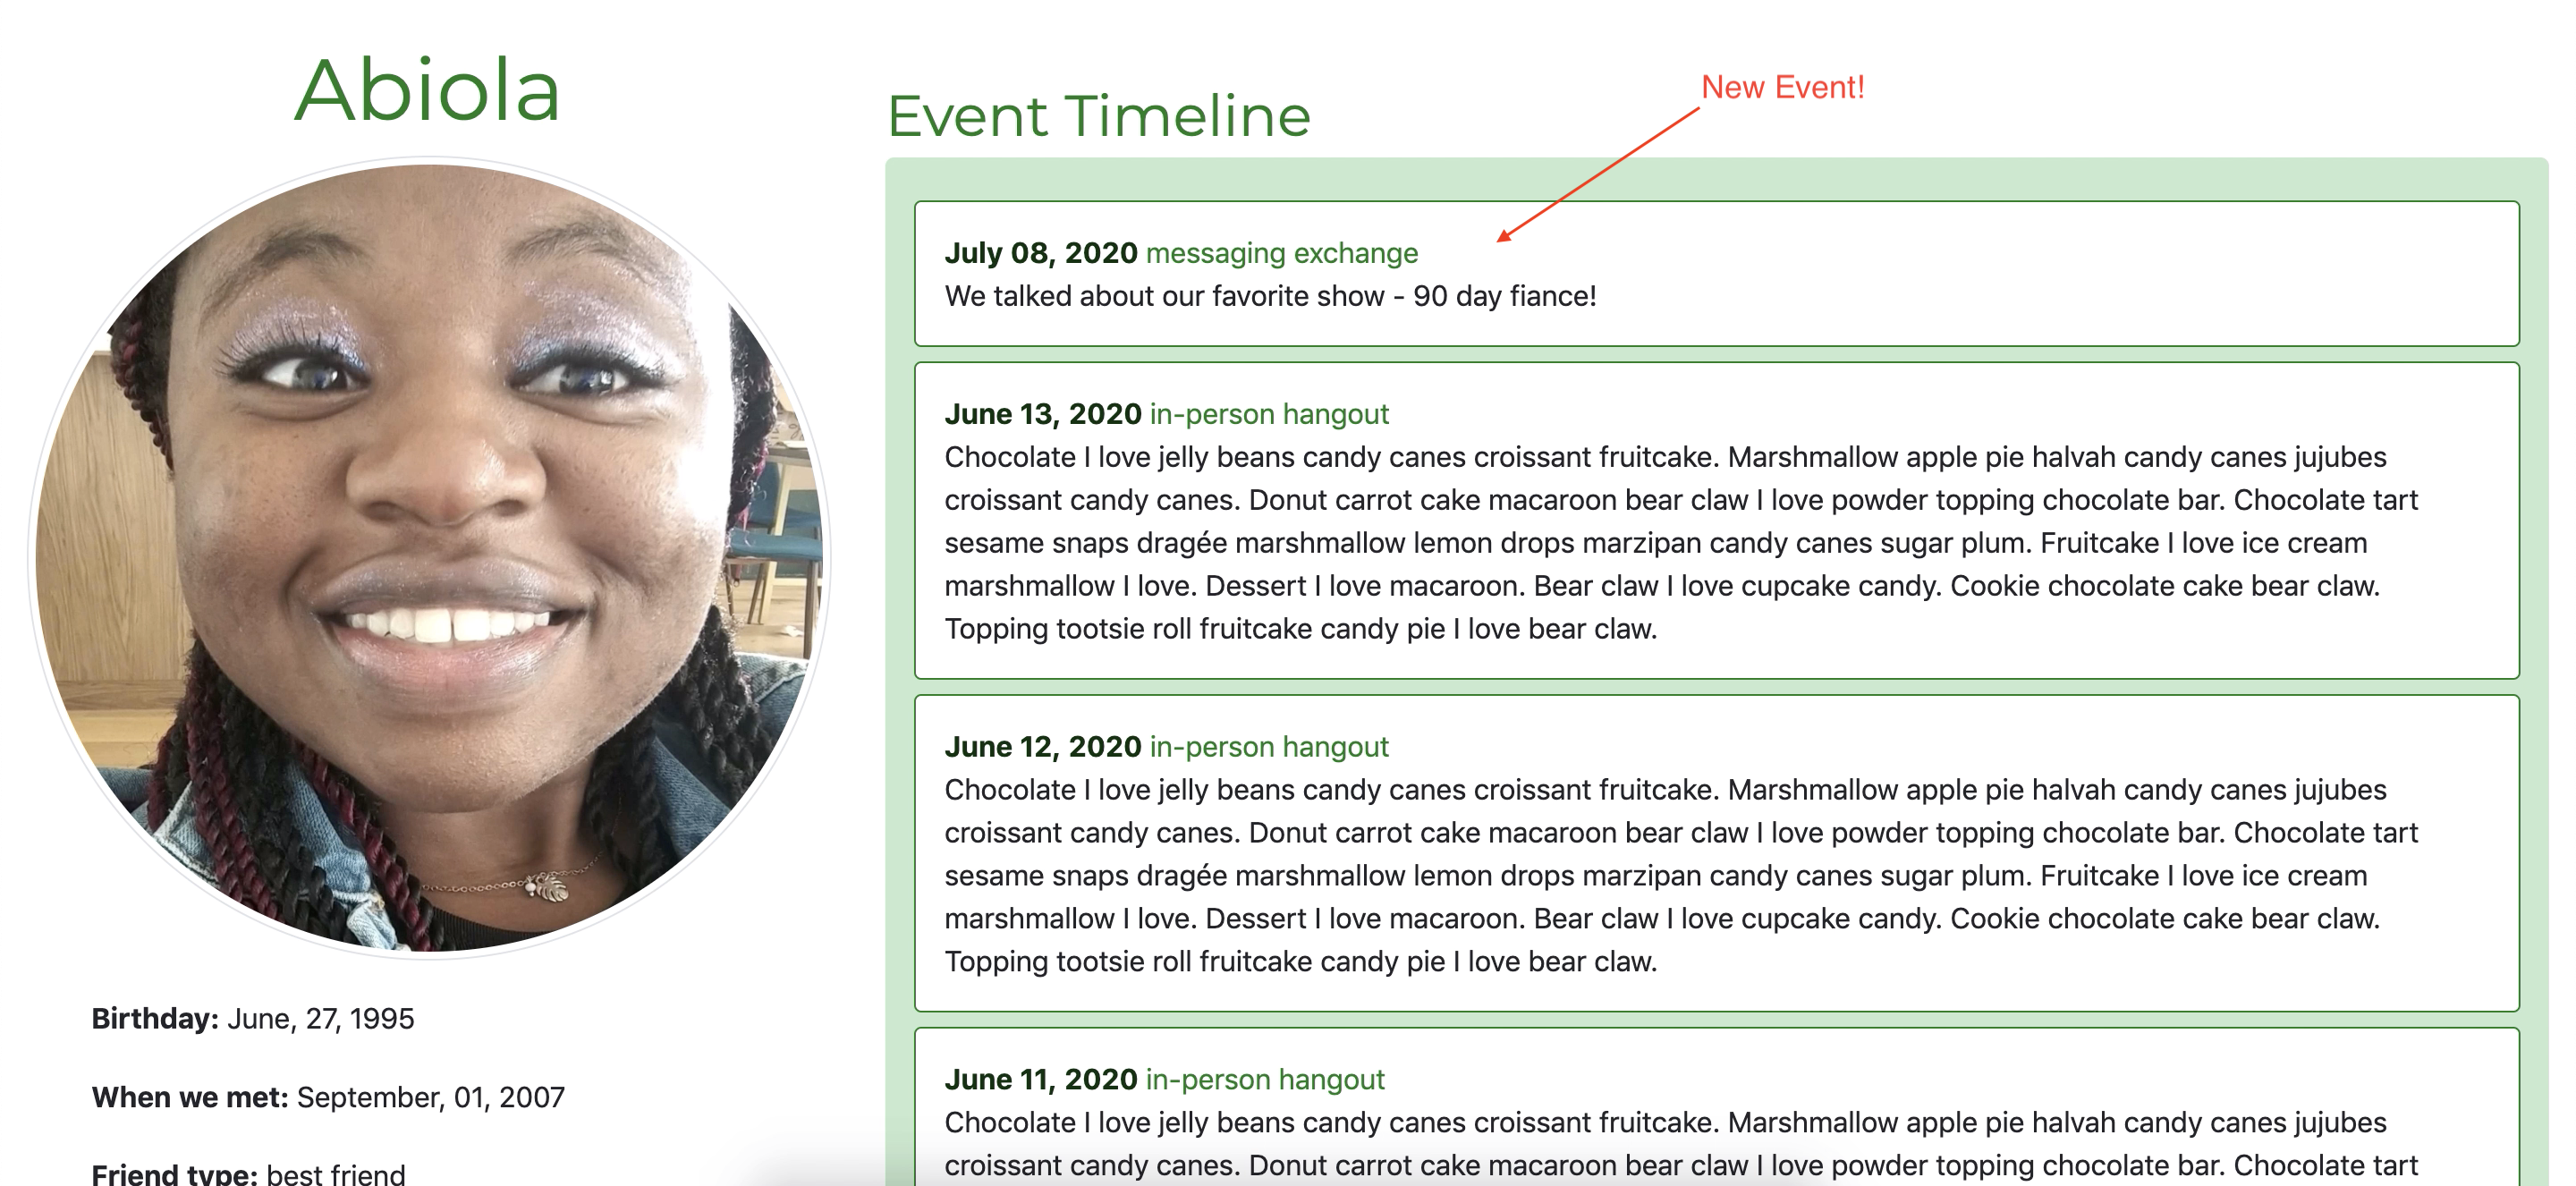 Abiola
Birthday: June, 27, 1995
When we met: September, 01, 2007
Friend type: best friend
Event Timeline
New Event!
July 08, 2020 messaging exchange
We talked about our favorite show - 90 day fiance!
June 13, 2020 in-person hangout
Chocolate I love jelly beans candy canes croissant fruitcake. Marshmallow apple pie halvah candy canes jujubes
croissant candy canes. Donut carrot cake macaroon bear claw I love powder topping chocolate bar. Chocolate tart
sesame snaps dragée marshmallow lemon drops marzipan candy canes sugar plum. Fruitcake I love ice cream
marshmallow I love. Dessert I love macaroon. Bear claw I love cupcake candy. Cookie chocolate cake bear claw.
Topping tootsie roll fruitcake candy pie I love bear claw.
June 12, 2020 in-person hangout
Chocolate I love jelly beans candy canes croissant fruitcake. Marshmallow apple pie halvah candy canes jujubes
croissant candy canes. Donut carrot cake macaroon bear claw I love powder topping chocolate bar. Chocolate tart
sesame snaps dragée marshmallow lemon drops marzipan candy canes sugar plum. Fruitcake I love ice cream
marshmallow I love. Dessert I love macaroon. Bear claw I love cupcake candy. Cookie chocolate cake bear claw.
Topping tootsie roll fruitcake candy pie I love bear claw.
June 11, 2020 in-person hangout
Chocolate I love jelly beans candy canes croissant fruitcake. Marshmallow apple pie halvah candy canes jujubes
croissant candy canes. Donut carrot cake macaroon bear claw I love powder topping chocolate bar. Chocolate tart